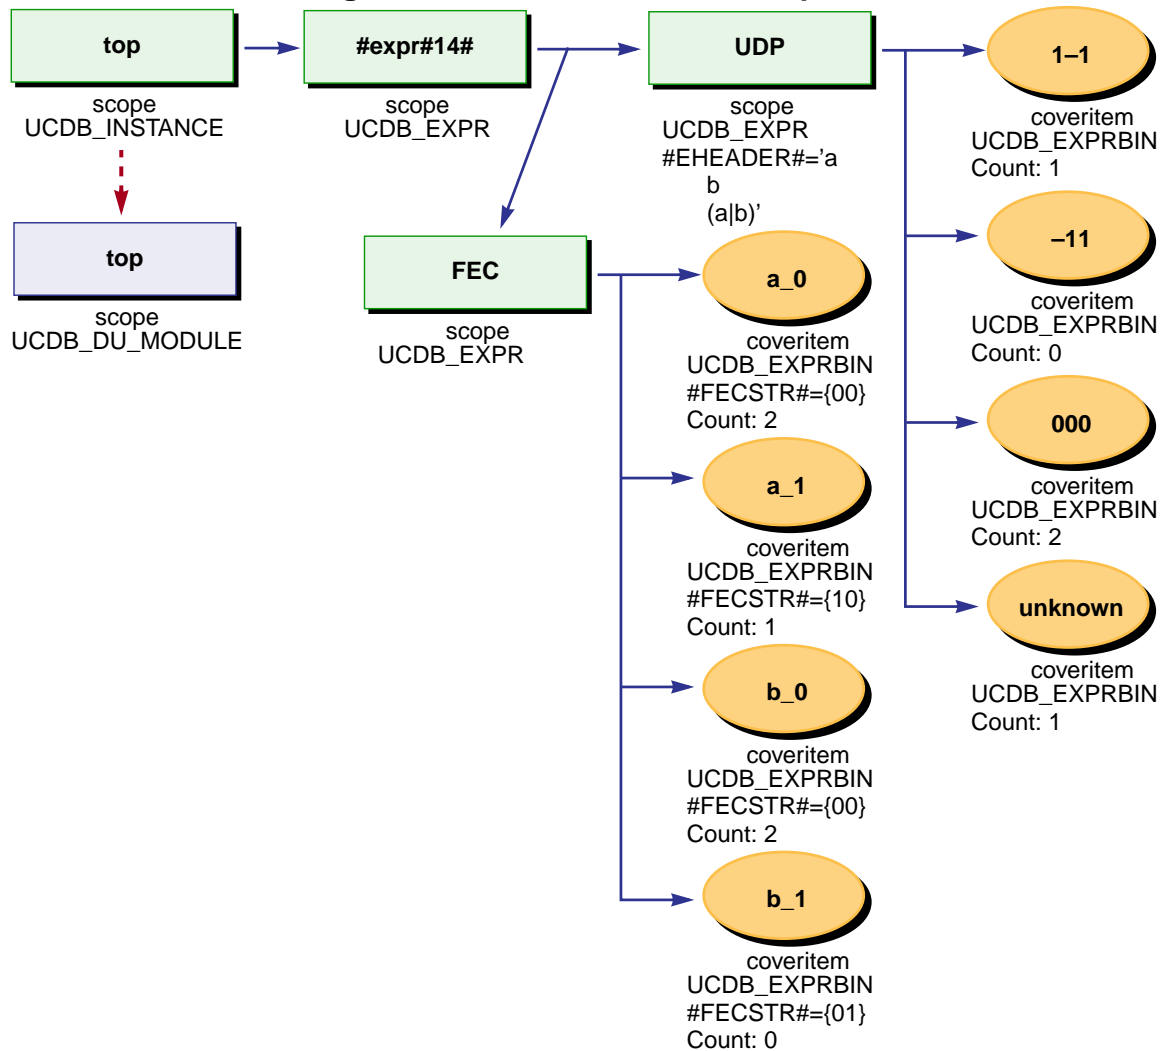 top
scope
UCDB_INSTANCE
top
scope
UCDB_DU_MODULE
#expr#14#
scope
UCDB_EXPR
UDP
scope
UCDB_EXPR
#EHEADER#='a
b
(a|b)’
FEC
scope
UCDB_EXPR
a_0
coveritem
UCDB_EXPRBIN
#FECSTR#={00}
Count: 2
a_1
coveritem
UCDB_EXPRBIN
#FECSTR#={10}
Count: 1
b_0
coveritem
UCDB_EXPRBIN
#FECSTR#={00}
Count: 2
b_1
coveritem
UCDB_EXPRBIN
#FECSTR#={01}
Count: 0
1–1
coveritem
UCDB_EXPRBIN
Count: 1
–11
coveritem
UCDB_EXPRBIN
Count: 0
000
coveritem
UCDB_EXPRBIN
Count: 2
unknown
coveritem
UCDB_EXPRBIN
Count: 1